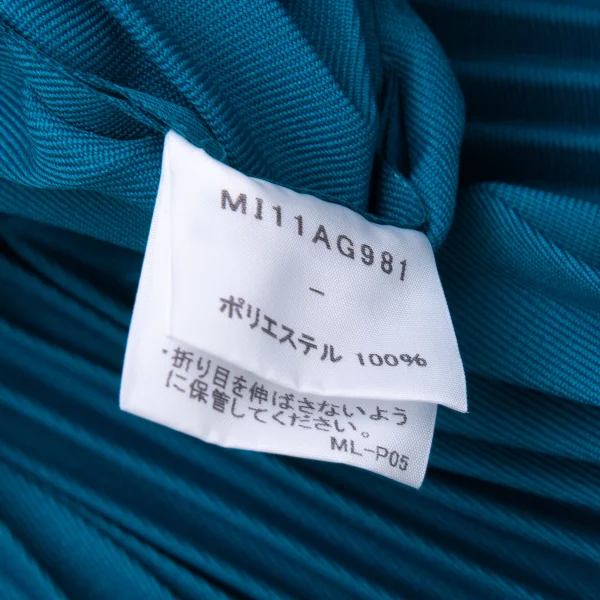 MI11AG981
-
ポリエステル 100%
・折り目を伸ばさないよう
に保管してください。
ML-P05